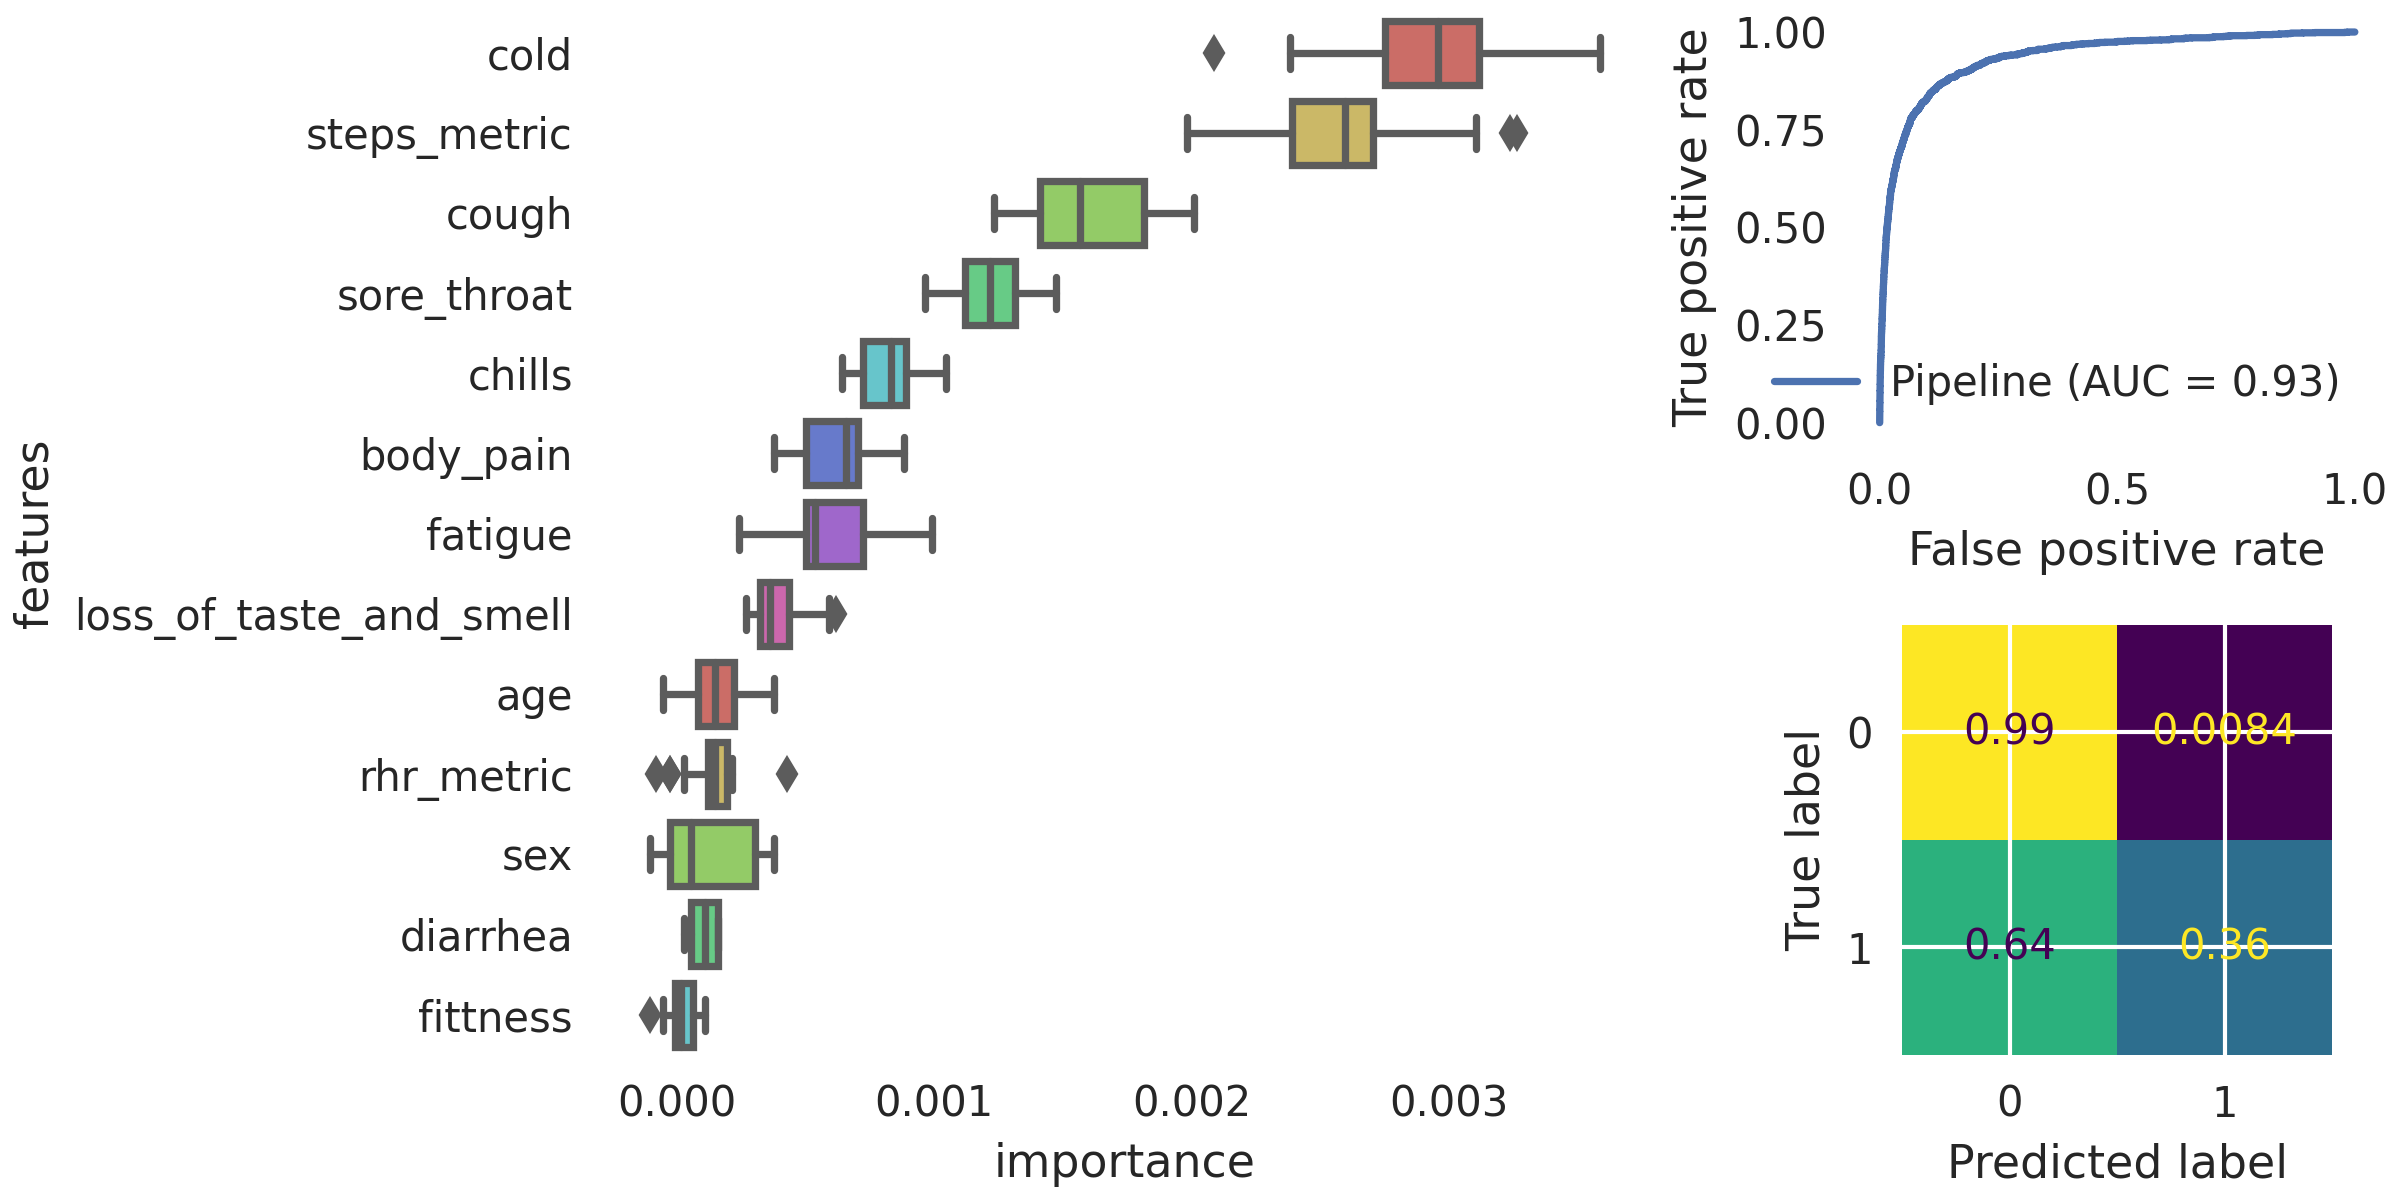 features
cold
steps_metric
cough
sore_throat
chills
body_pain
fatigue
loss_of_taste_and_smell
age
rhr_metric
sex
diarrhea
fittness
0.000 0.001 0.002 0.003
importance
True positive rate
1.00
0.75
0.50
0.25
0.00
Pipeline (AUC = 0.93)
0.0 0.5 1.0
False positive rate
True label
0 0.99 0.0084
1 0.64 0.36
0 1
Predicted label